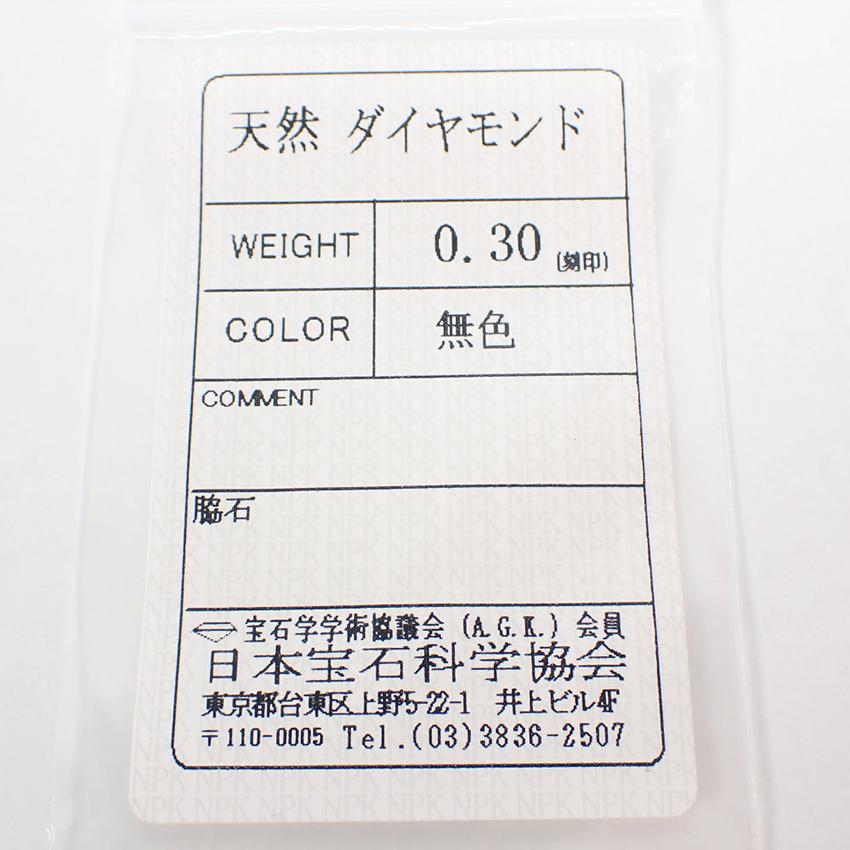 天然 ダイヤモンド
WEIGHT 0.30 (刻印)
COLOR 無色
COMMENT
脇石
宝石学学術協議会 (A.G.K.) 会員
日本宝石科学協会
東京都台東区上野5-22-1 井上ビル4F
〒110-0005 Tel.(03)3836-2507
NPK